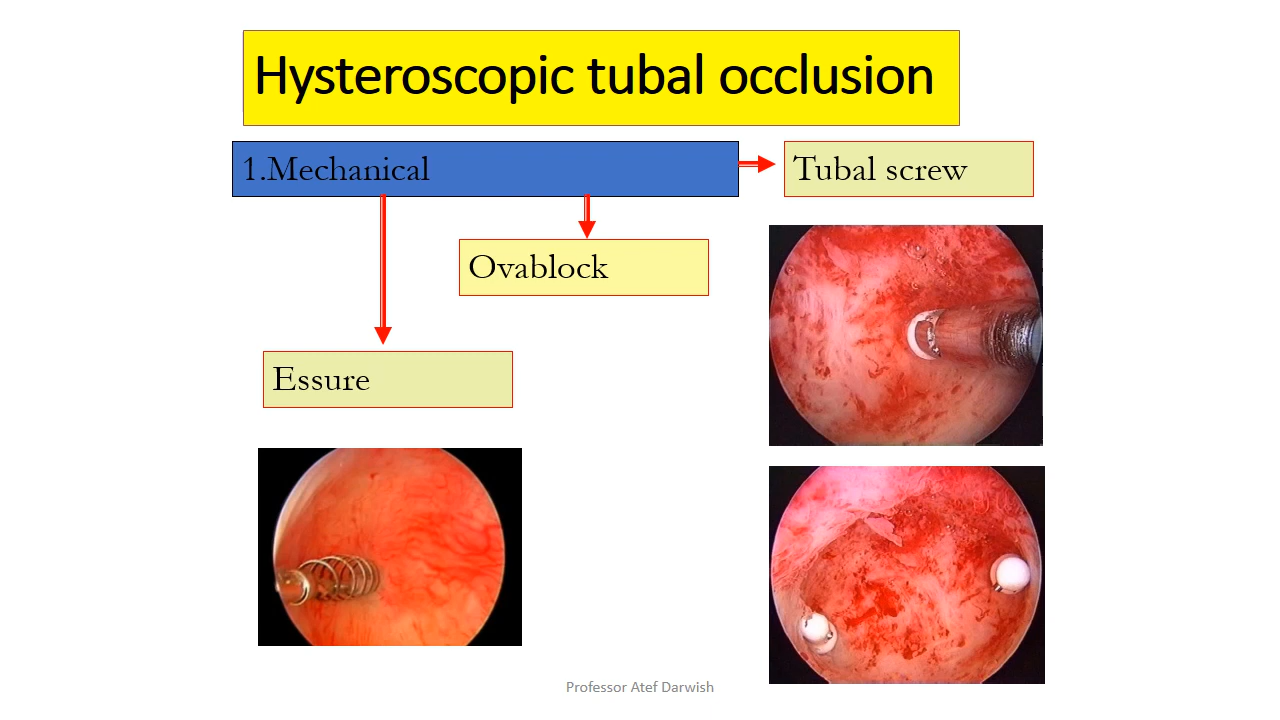 Hysteroscopic tubal occlusion
1.Mechanical
Tubal screw
Ovablock
Essure
Professor Atef Darwish